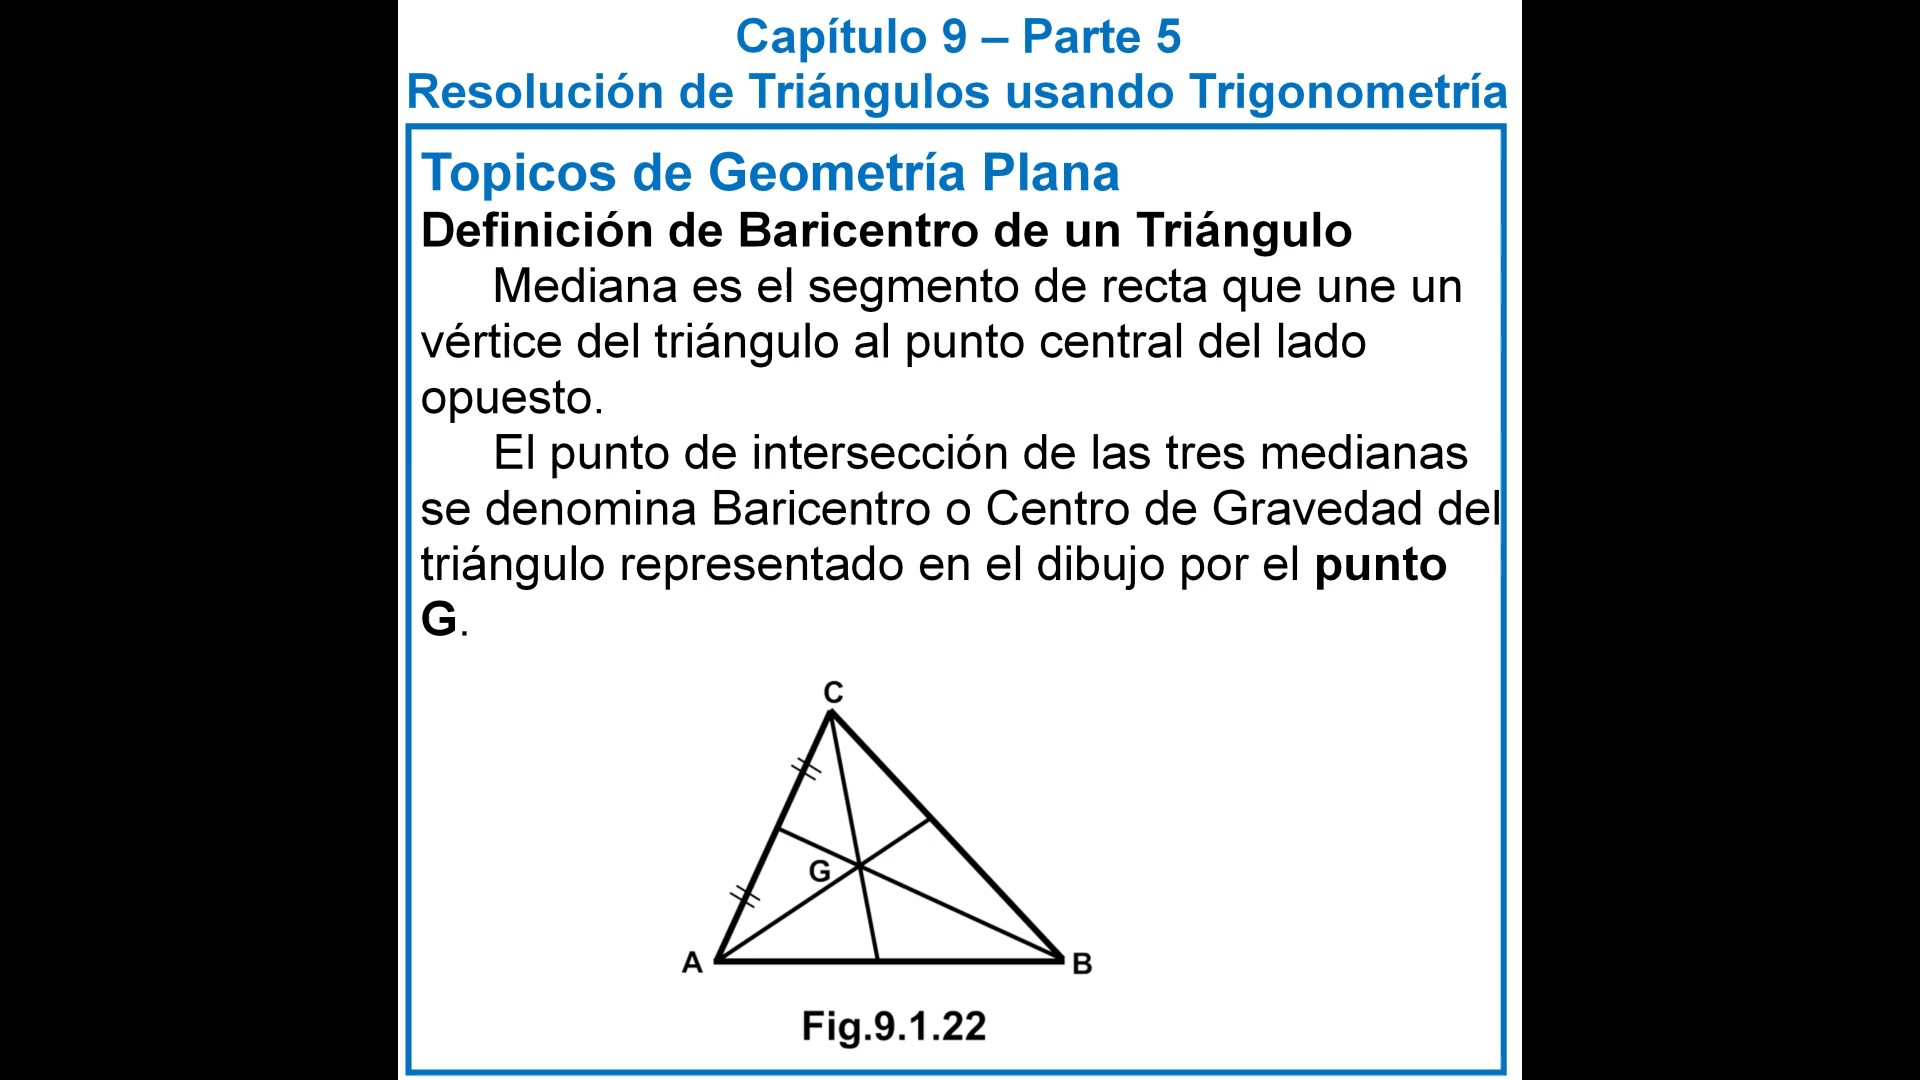 Capítulo 9 – Parte 5
Resolución de Triángulos usando Trigonometría
Topicos de Geometría Plana
Definición de Baricentro de un Triángulo
Mediana es el segmento de recta que une un
vértice del triángulo al punto central del lado
opuesto.
El punto de intersección de las tres medianas
se denomina Baricentro o Centro de Gravedad del
triángulo representado en el dibujo por el punto
G.
C
G
A
B
Fig.9.1.22